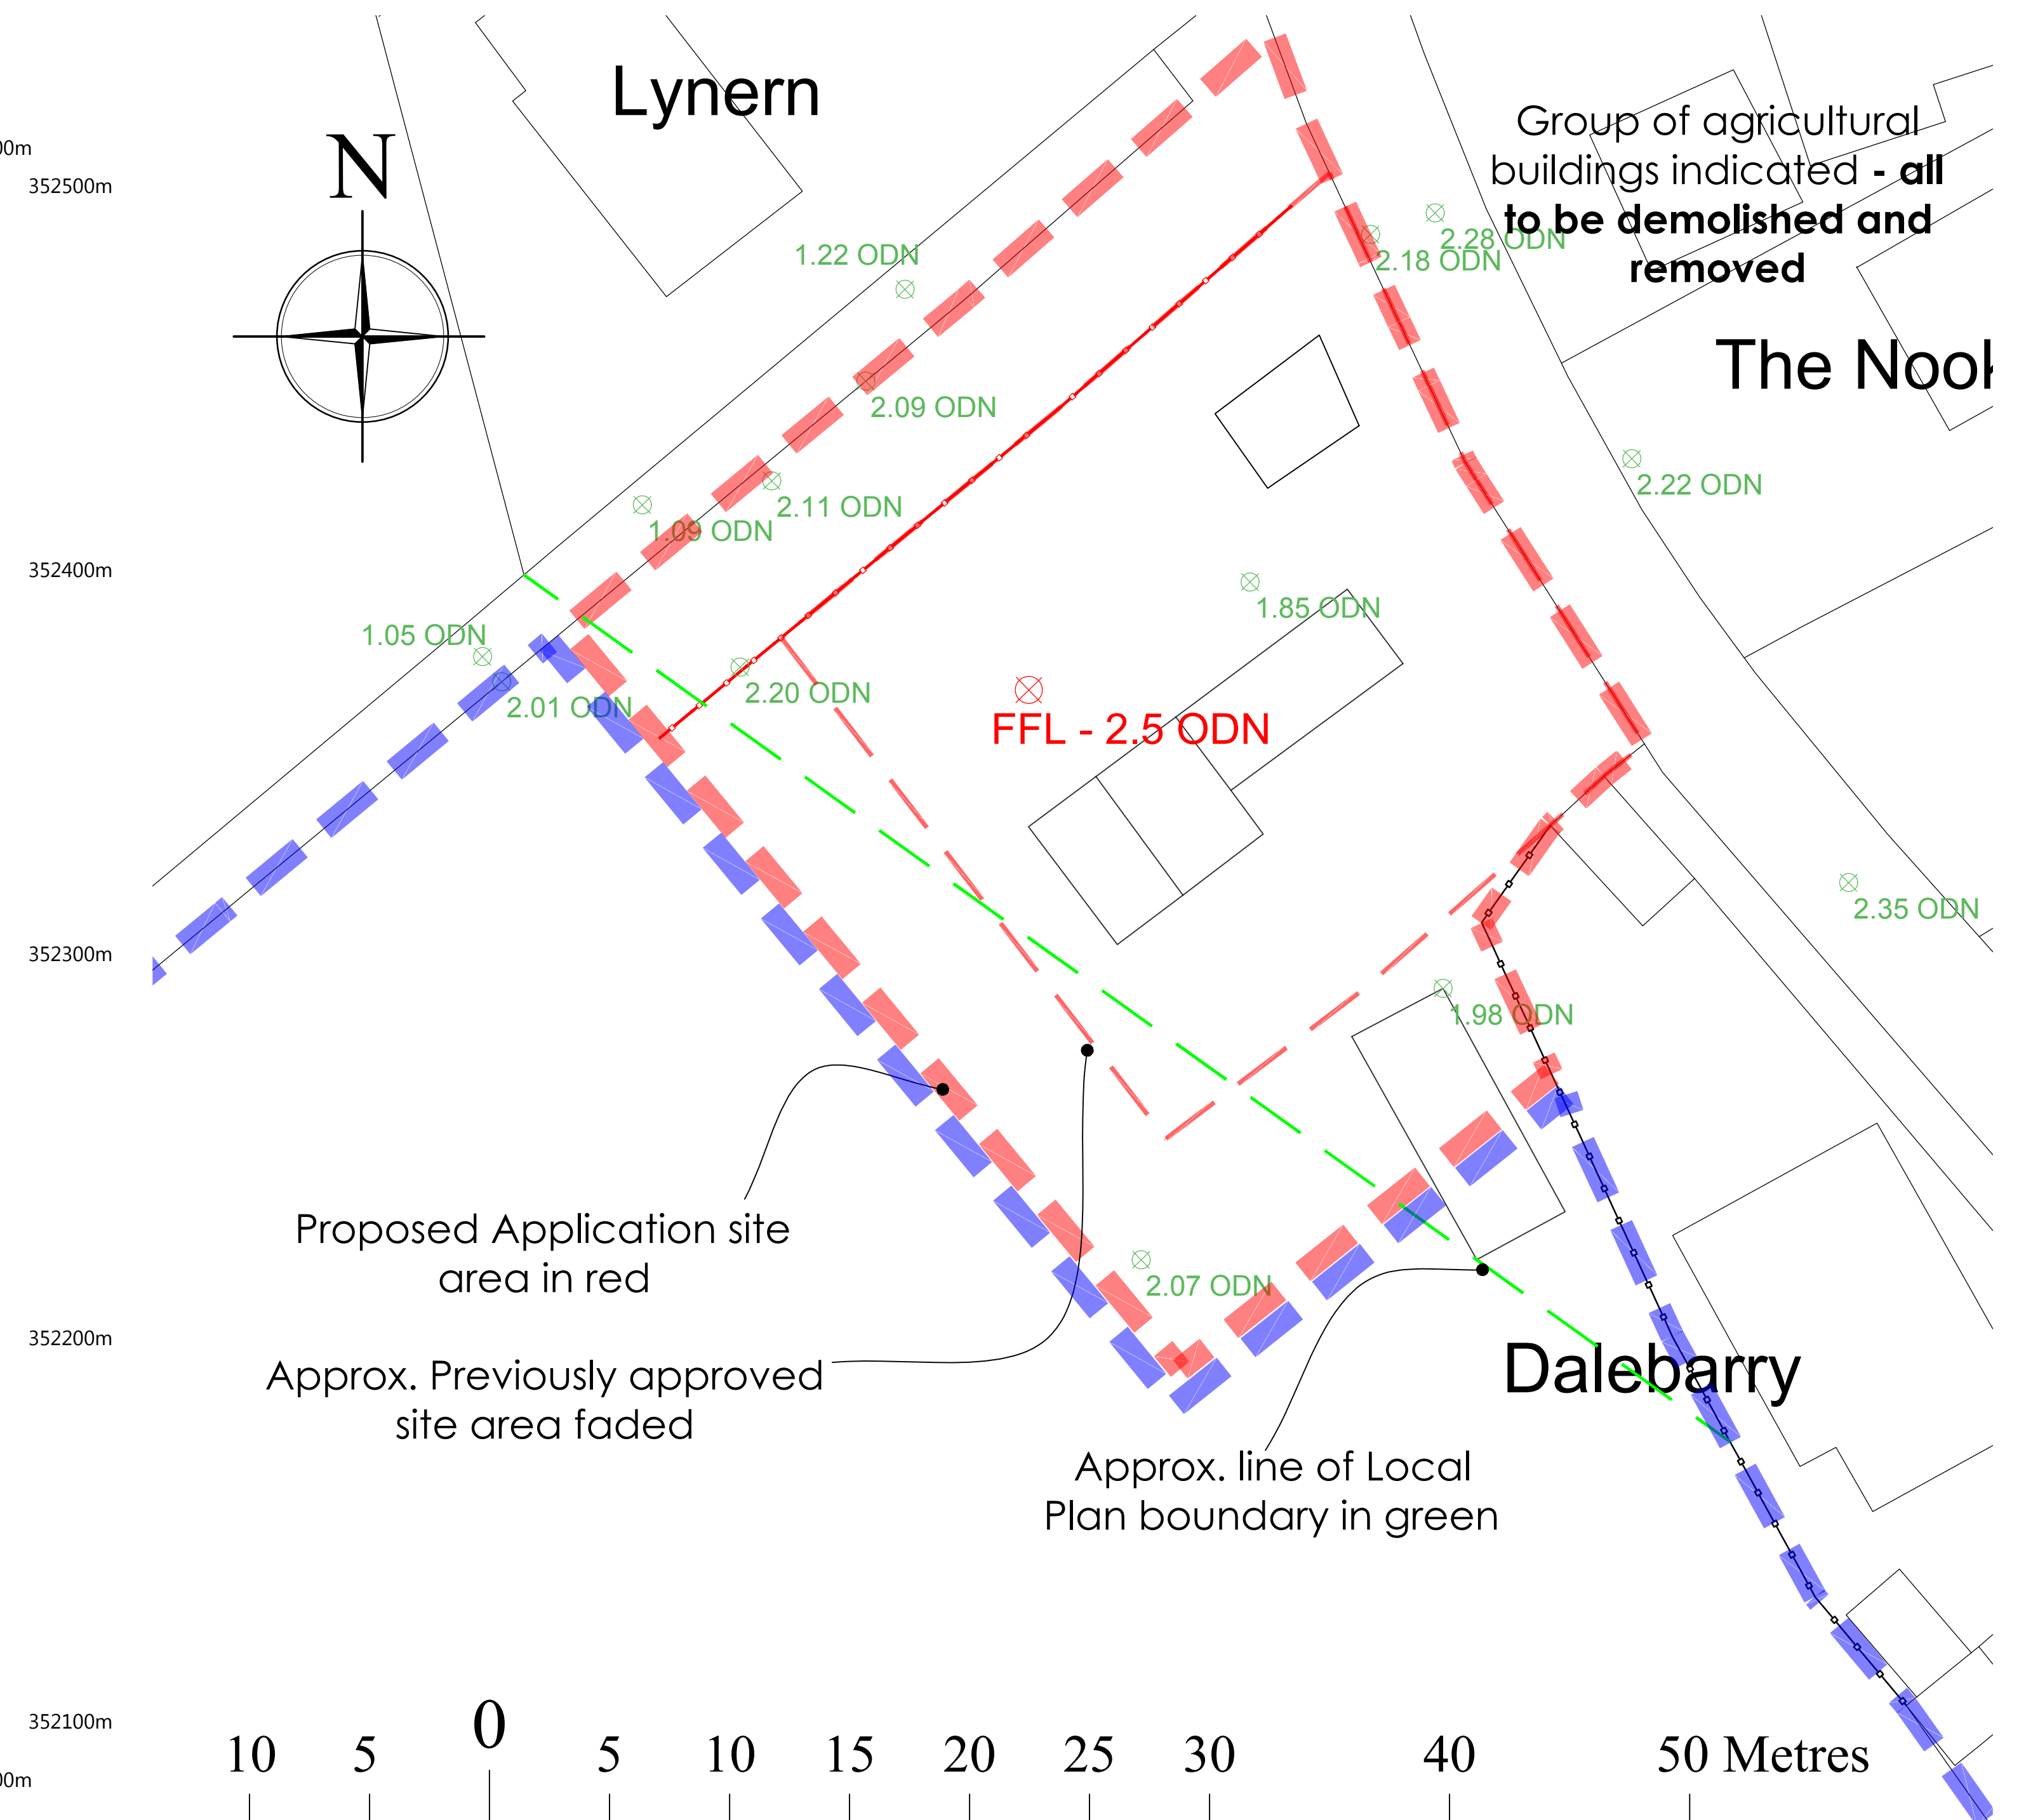 Lynern
N
Group of agricultural
buildings indicated - all
to be demolished and
removed
00m
352500m
1.22 ODN
2.28 ODN
2.18 ODN
The Nook
2.09 ODN
2.22 ODN
2.11 ODN
1.09 ODN
352400m
1.85 ODN
1.05 ODN
2.20 ODN
2.01 ODN
FFL - 2.5 ODN
2.35 ODN
352300m
1.98 ODN
Proposed Application site
area in red
2.07 ODN
352200m
Approx. Previously approved
site area faded
Dalebarry
Approx. line of Local
Plan boundary in green
352100m
10 5 0 5 10 15 20 25 30 40 50 Metres
00m